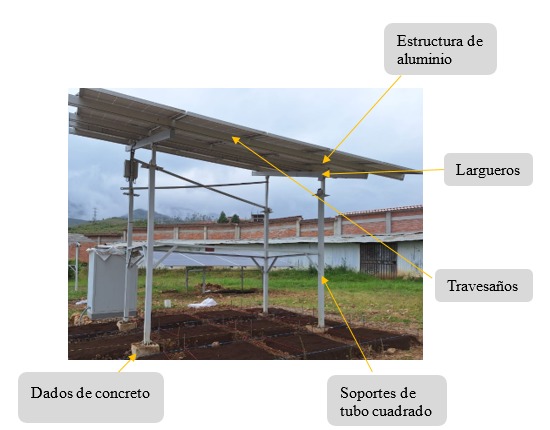 Estructura de
aluminio
Largueros
Travesaños
Dados de concreto
Soportes de
tubo cuadrado